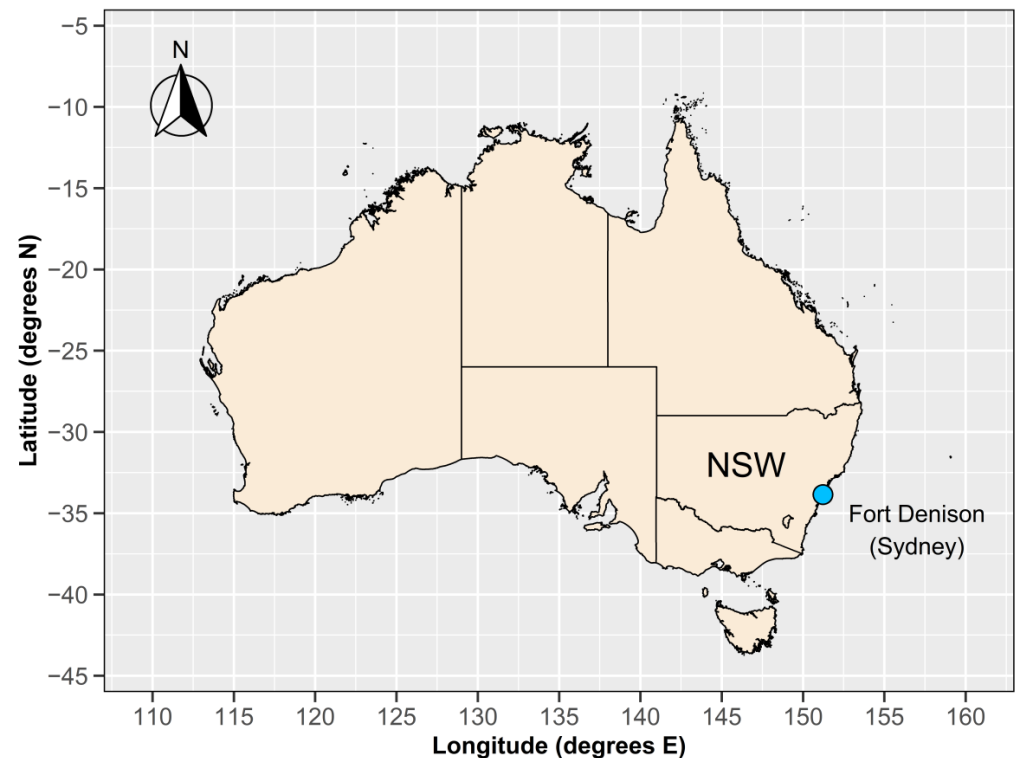 N
−5
−10
−15
−20
−25
−30
−35
−40
−45
Latitude (degrees N)
NSW
Fort Denison
(Sydney)
110 115 120 125 130 135 140 145 150 155 160
Longitude (degrees E)